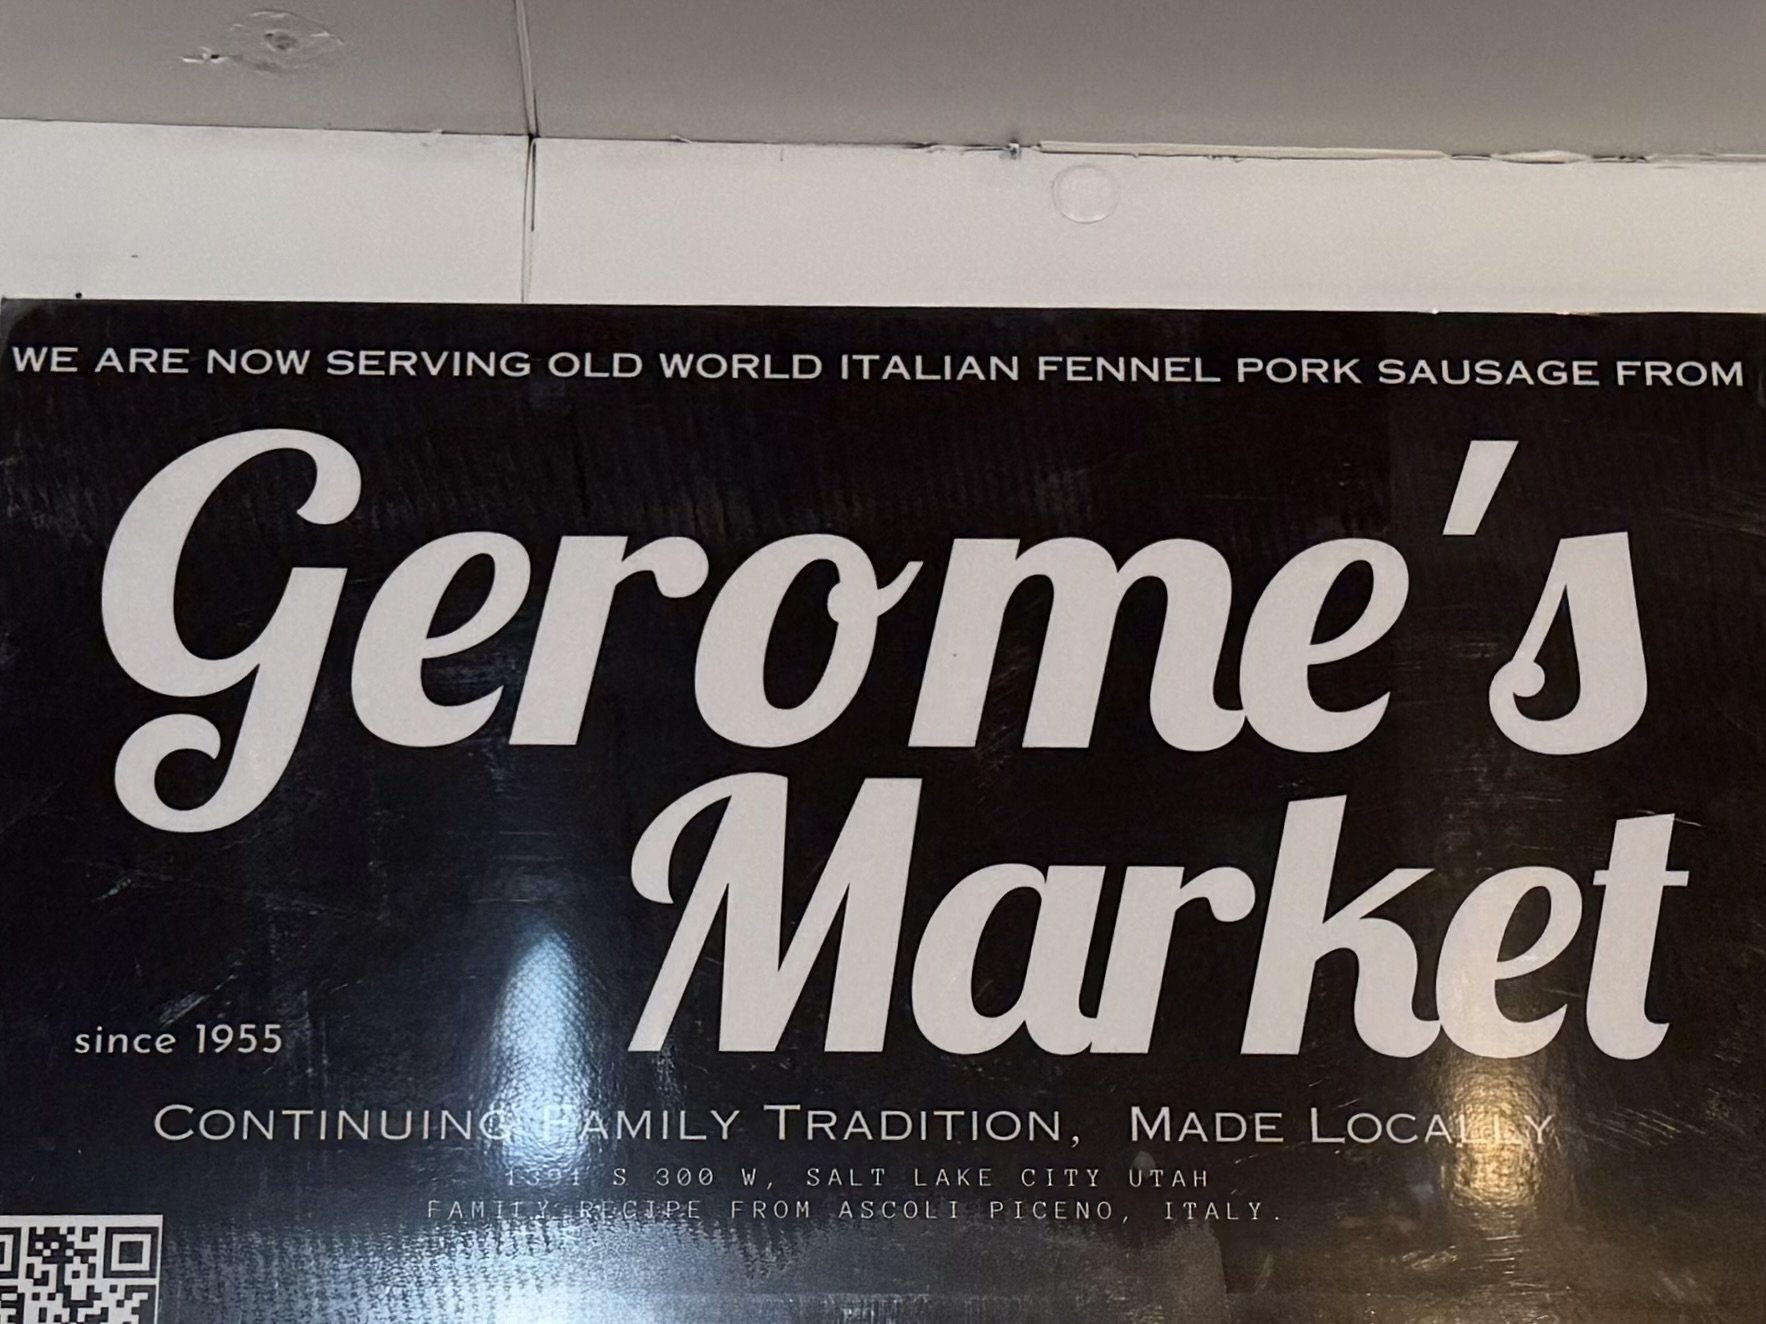 WE ARE NOW SERVING OLD WORLD ITALIAN FENNEL PORK SAUSAGE FROM
Gerome's
Market
since 1955
CONTINUING FAMILY TRADITION, MADE LOCALLY
1391 S 300 W, SALT LAKE CITY UTAH
FAMILY RECIPE FROM ASCOLI PICENO, ITALY.